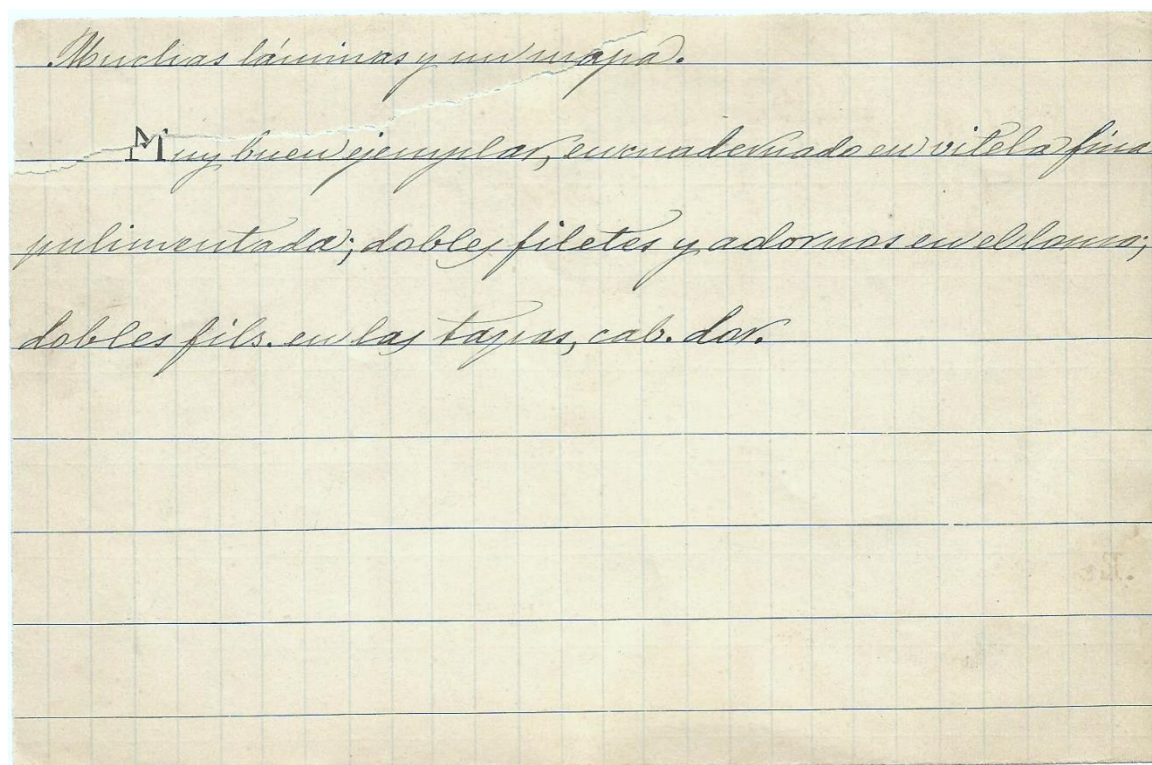 Muchas láminas y un mapa.
Muy buen ejemplar, encuadernado en vitela fina
pulimentada; dobles filetes y adornos en el lomo;
dobles fils. en las tapas, cab. dor.